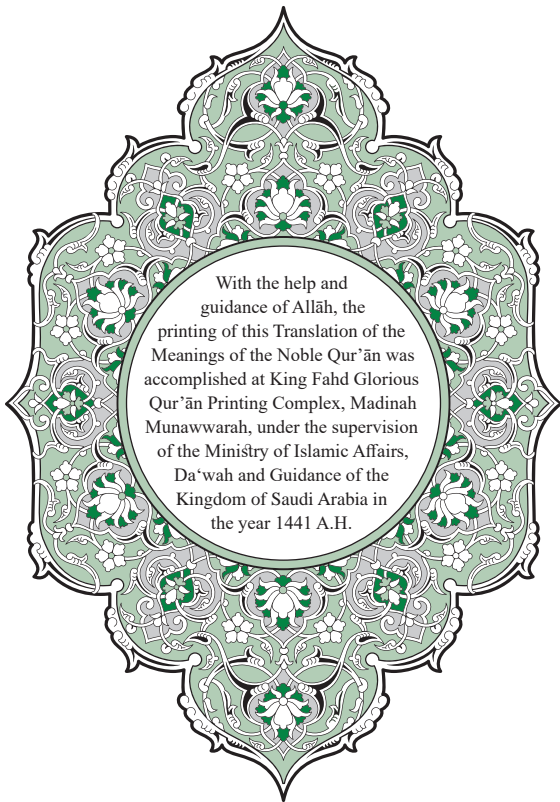 With the help and
guidance of Allāh, the
printing of this Translation of the
Meanings of the Noble Qur’ān was
accomplished at King Fahd Glorious
Qur’ān Printing Complex, Madinah
Munawwarah, under the supervision
of the Ministry of Islamic Affairs,
Da‘wah and Guidance of the
Kingdom of Saudi Arabia in
the year 1441 A.H.